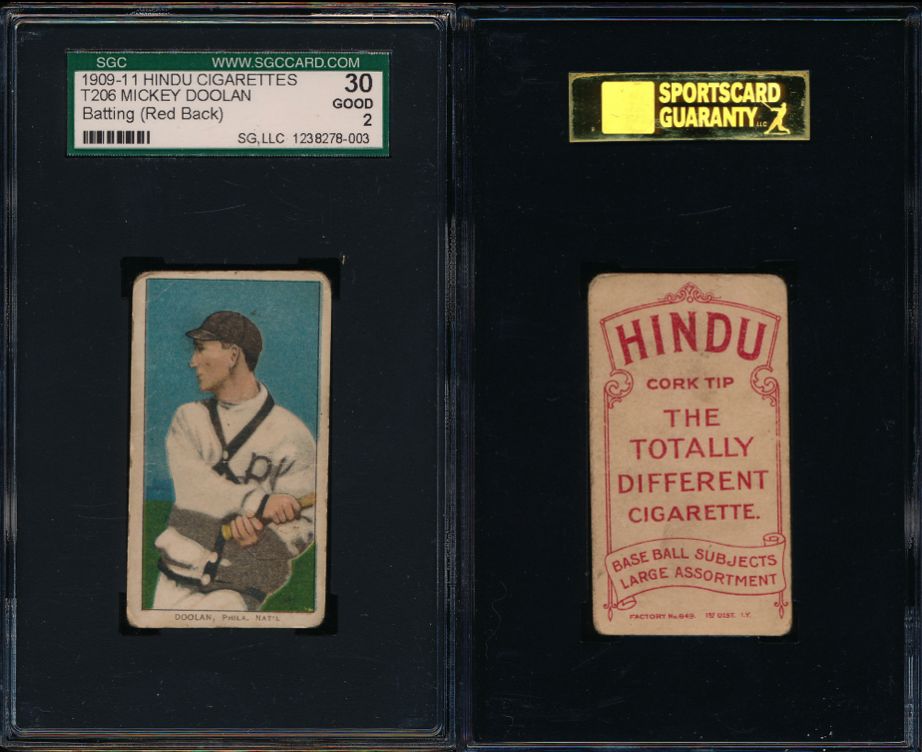 SGC WWW.SGCCARD.COM
1909-11 HINDU CIGARETTES 30
T206 MICKEY DOOLAN GOOD
Batting (Red Back) 2
SG, LLC 1238278-003
DOOLAN, PHILA. NAT'L
SPORTSCARD
GUARANTY LLC
HINDU
CORK TIP
THE
TOTALLY
DIFFERENT
CIGARETTE.
BASE BALL SUBJECTS
LARGE ASSORTMENT
FACTORY No. 649. 1ST DIST.